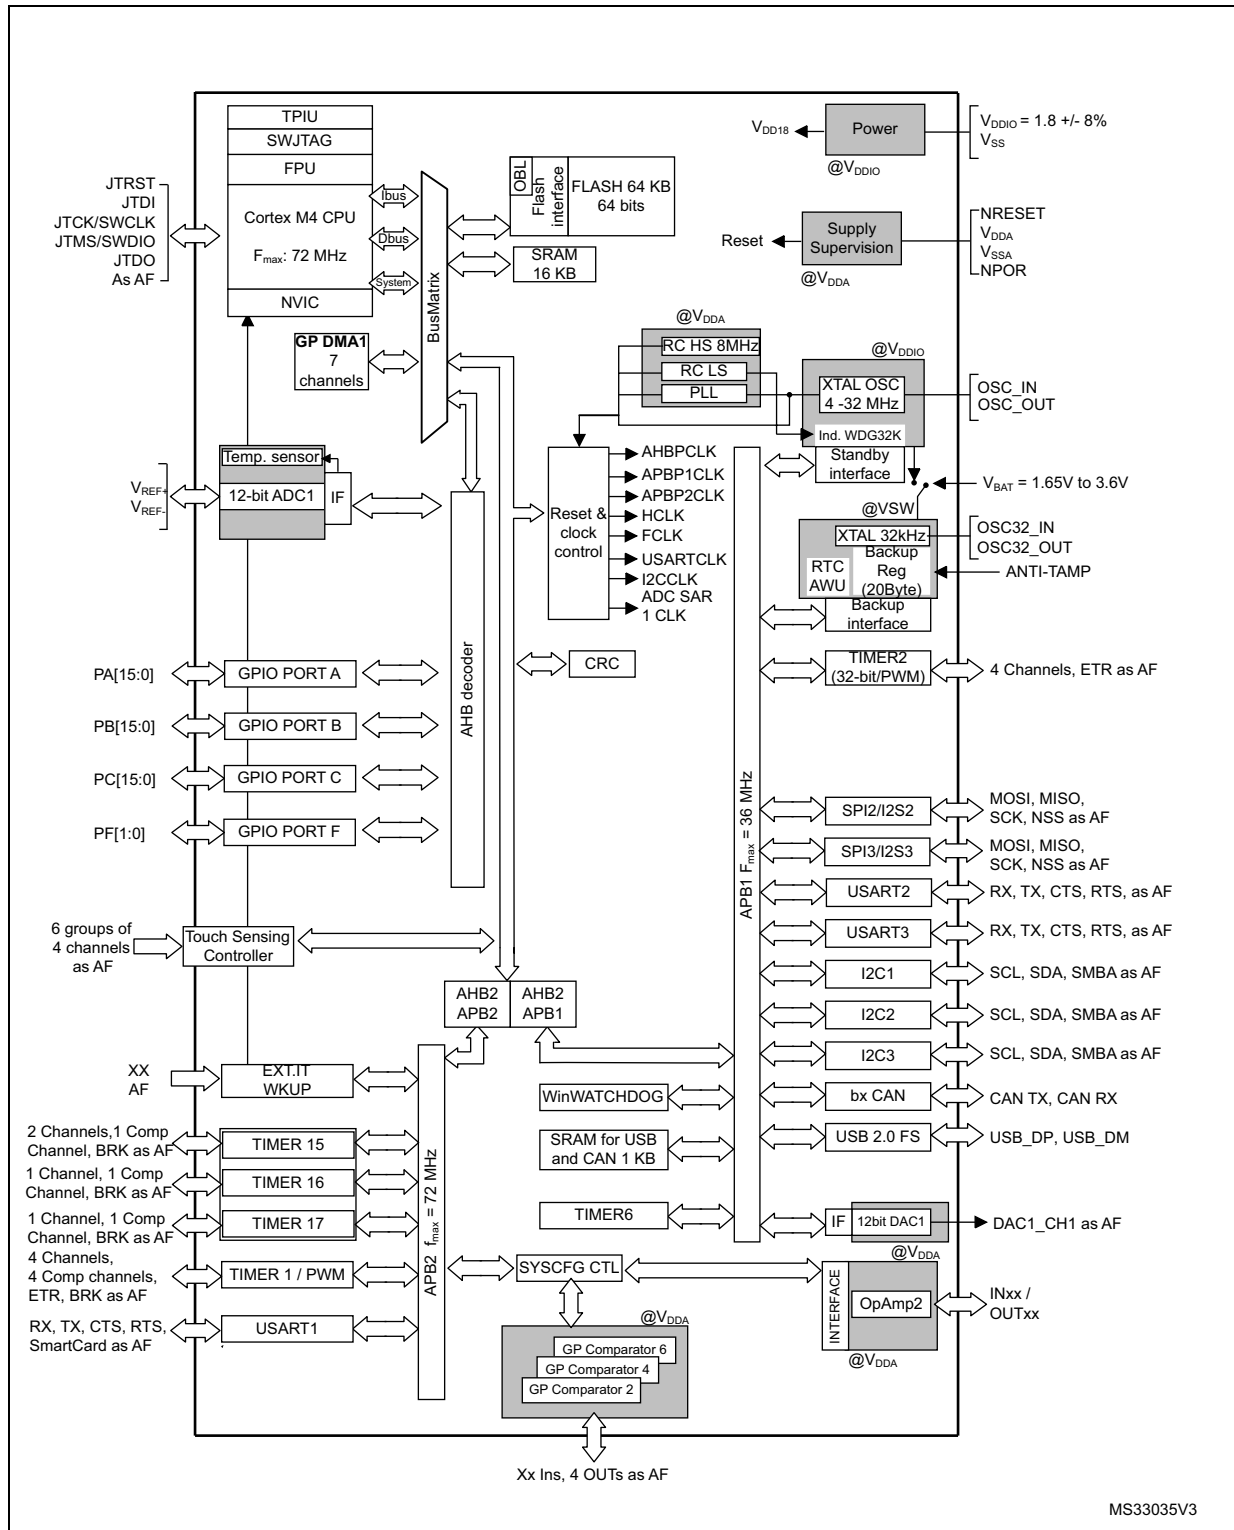 TPIU
SWJTAG
FPU
Cortex M4 CPU
Fmax: 72 MHz
NVIC
JTRST
JTDI
JTCK/SWCLK
JTMS/SWDIO
JTDO
As AF
Ibus
Dbus
System
BusMatrix
OBL
Flash
interface
FLASH 64 KB
64 bits
SRAM
16 KB
GP DMA1
7
channels
VDD18
Power
VDDIO = 1.8 +/- 8%
VSS
@VDDIO
Reset
Supply
Supervision
NRESET
VDDA
VSSA
NPOR
@VDDA
@VDDA
RC HS 8MHz
RC LS
PLL
@VDDIO
XTAL OSC
4 -32 MHz
OSC_IN
OSC_OUT
Ind. WDG32K
Standby
interface
VBAT = 1.65V to 3.6V
@VSW
XTAL 32kHz
OSC32_IN
OSC32_OUT
RTC
AWU
Backup
Reg
(20Byte)
ANTI-TAMP
Backup
interface
Temp. sensor
12-bit ADC1
IF
VREF+
VREF-
Reset &
clock
control
AHBPCLK
APBP1CLK
APBP2CLK
HCLK
FCLK
USARTCLK
I2CCLK
ADC SAR
1 CLK
AHB decoder
CRC
TIMER2
(32-bit/PWM)
4 Channels, ETR as AF
PA[15:0]
GPIO PORT A
PB[15:0]
GPIO PORT B
PC[15:0]
GPIO PORT C
PF[1:0]
GPIO PORT F
APB1 Fmax = 36 MHz
SPI2/I2S2
MOSI, MISO,
SCK, NSS as AF
SPI3/I2S3
MOSI, MISO,
SCK, NSS as AF
USART2
RX, TX, CTS, RTS, as AF
USART3
RX, TX, CTS, RTS, as AF
I2C1
SCL, SDA, SMBA as AF
I2C2
SCL, SDA, SMBA as AF
I2C3
SCL, SDA, SMBA as AF
bx CAN
CAN TX, CAN RX
USB 2.0 FS
USB_DP, USB_DM
6 groups of
4 channels
as AF
Touch Sensing
Controller
AHB2
APB2
AHB2
APB1
XX
AF
EXT.IT
WKUP
WinWATCHDOG
SRAM for USB
and CAN 1 KB
TIMER6
2 Channels,1 Comp
Channel, BRK as AF
TIMER 15
1 Channel, 1 Comp
Channel, BRK as AF
TIMER 16
1 Channel, 1 Comp
Channel, BRK as AF
TIMER 17
4 Channels,
4 Comp channels,
ETR, BRK as AF
TIMER 1 / PWM
RX, TX, CTS, RTS,
SmartCard as AF
USART1
APB2 fmax = 72 MHz
IF
12bit DAC1
DAC1_CH1 as AF
@VDDA
SYSCFG CTL
INTERFACE
OpAmp2
INxx /
OUTxx
@VDDA
@VDDA
GP Comparator 6
GP Comparator 4
GP Comparator 2
Xx Ins, 4 OUTs as AF
MS33035V3